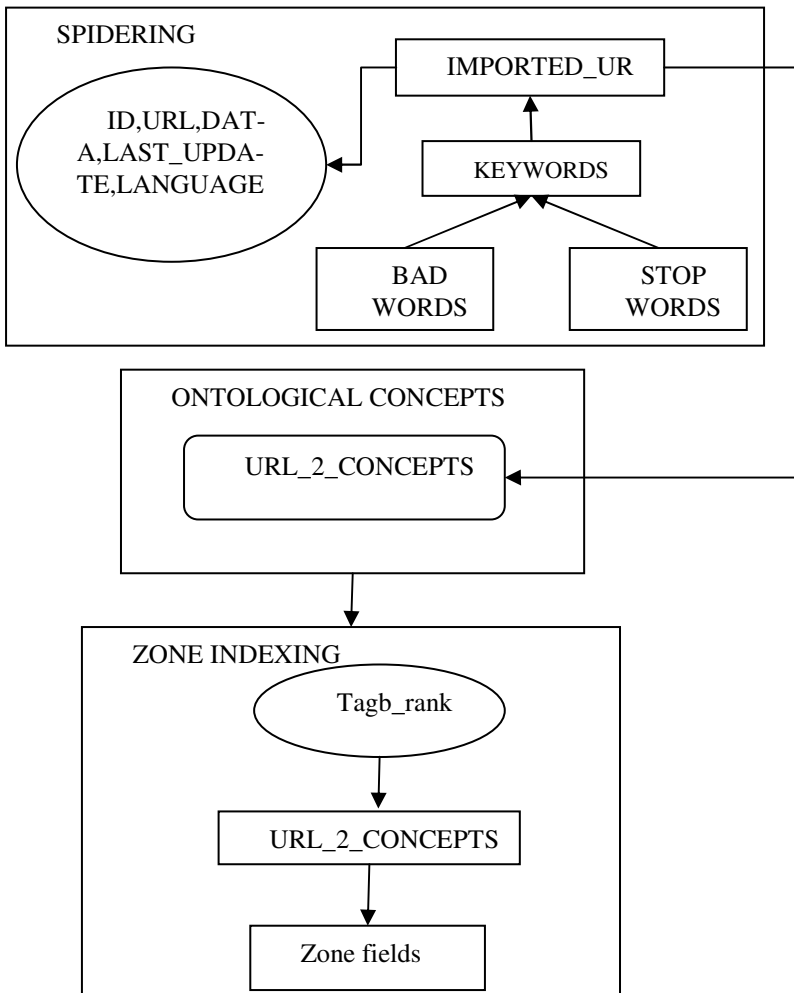 SPIDERING
IMPORTED_UR
ID,URL,DAT-
A,LAST_UPDA-
TE,LANGUAGE
KEYWORDS
BAD
WORDS
STOP
WORDS
ONTOLOGICAL CONCEPTS
URL_2_CONCEPTS
ZONE INDEXING
Tagb_rank
URL_2_CONCEPTS
Zone fields